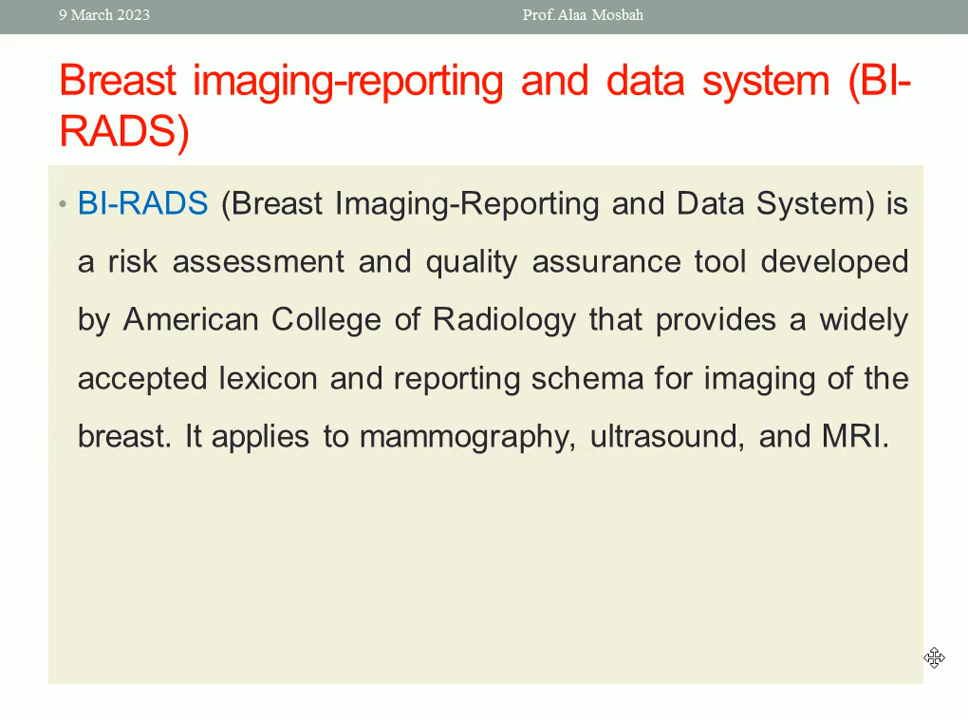 9 March 2023 Prof. Alaa Mosbah
Breast imaging-reporting and data system (BI-
RADS)
• BI-RADS (Breast Imaging-Reporting and Data System) is
a risk assessment and quality assurance tool developed
by American College of Radiology that provides a widely
accepted lexicon and reporting schema for imaging of the
breast. It applies to mammography, ultrasound, and MRI.